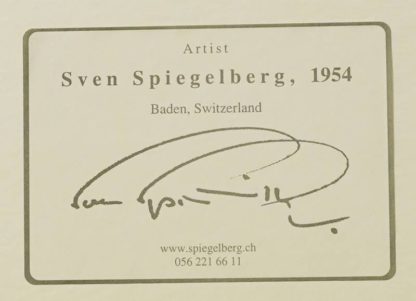 Artist
Sven Spiegelberg, 1954
Baden, Switzerland
www.spiegelberg.ch
056 221 66 11